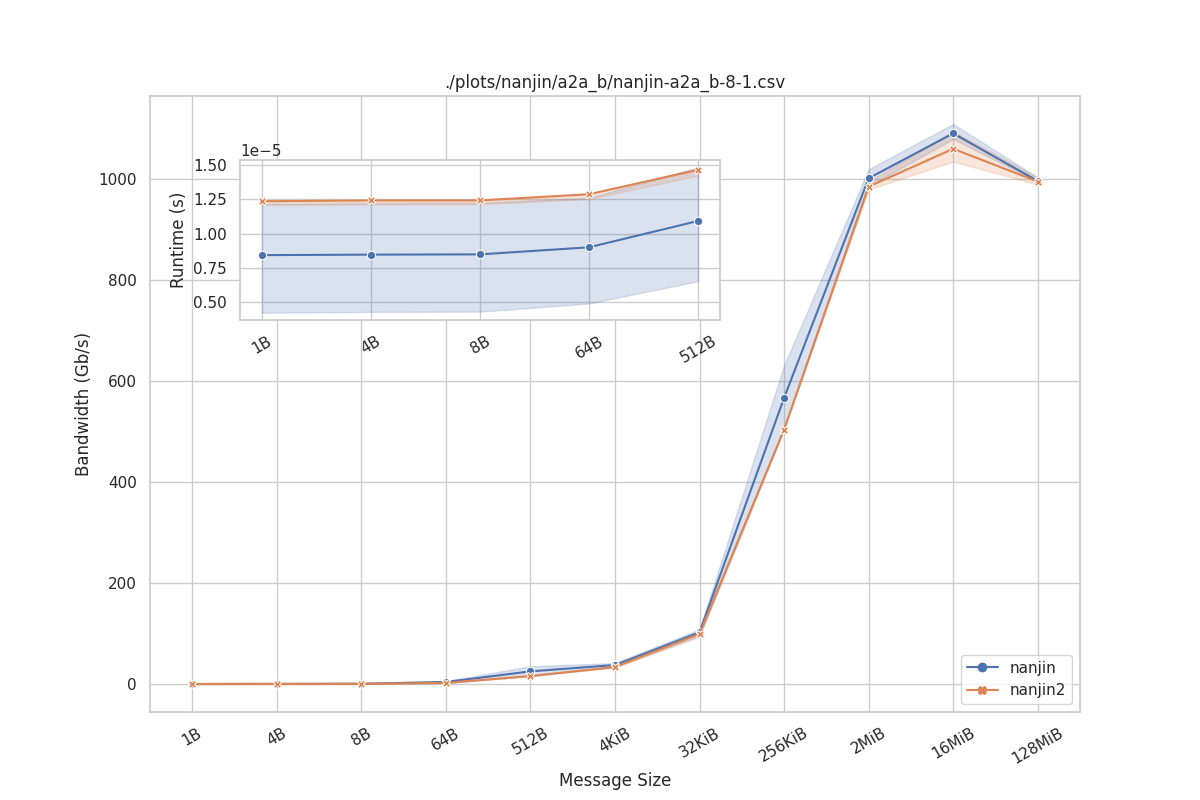 ./plots/nanjin/a2a_b/nanjin-a2a_b-8-1.csv
1e−5
1.50
1.25
1.00
0.75
0.50
Runtime (s)
1B
4B
8B
64B
512B
1000
800
600
400
200
0
Bandwidth (Gb/s)
nanjin
nanjin2
1B
4B
8B
64B
512B
4KiB
32KiB
256KiB
2MiB
16MiB
128MiB
Message Size